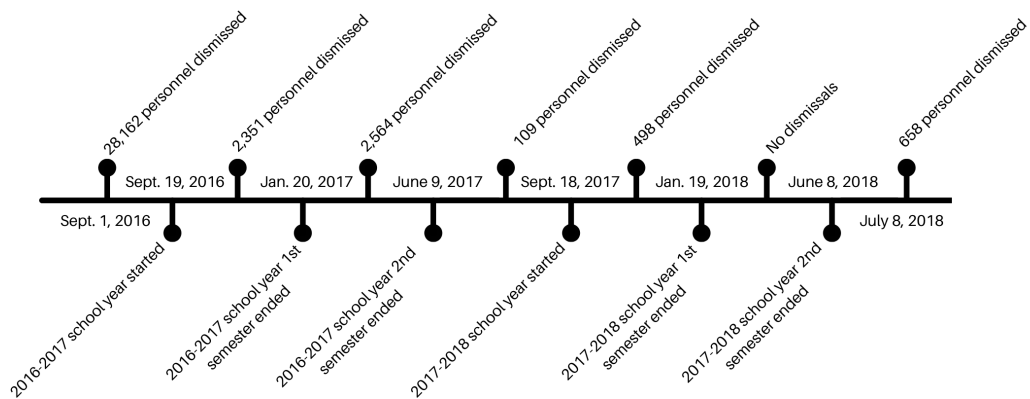 28,162 personnel dismissed
2,351 personnel dismissed
2,564 personnel dismissed
109 personnel dismissed
498 personnel dismissed
No dismissals
658 personnel dismissed
Sept. 19, 2016
Jan. 20, 2017
June 9, 2017
Sept. 18, 2017
Jan. 19, 2018
June 8, 2018
Sept. 1, 2016
July 8, 2018
2016-2017 school year started
2016-2017 school year 1st
semester ended
2016-2017 school year 2nd
semester ended
2017-2018 school year started
2017-2018 school year 1st
semester ended
2017-2018 school year 2nd
semester ended